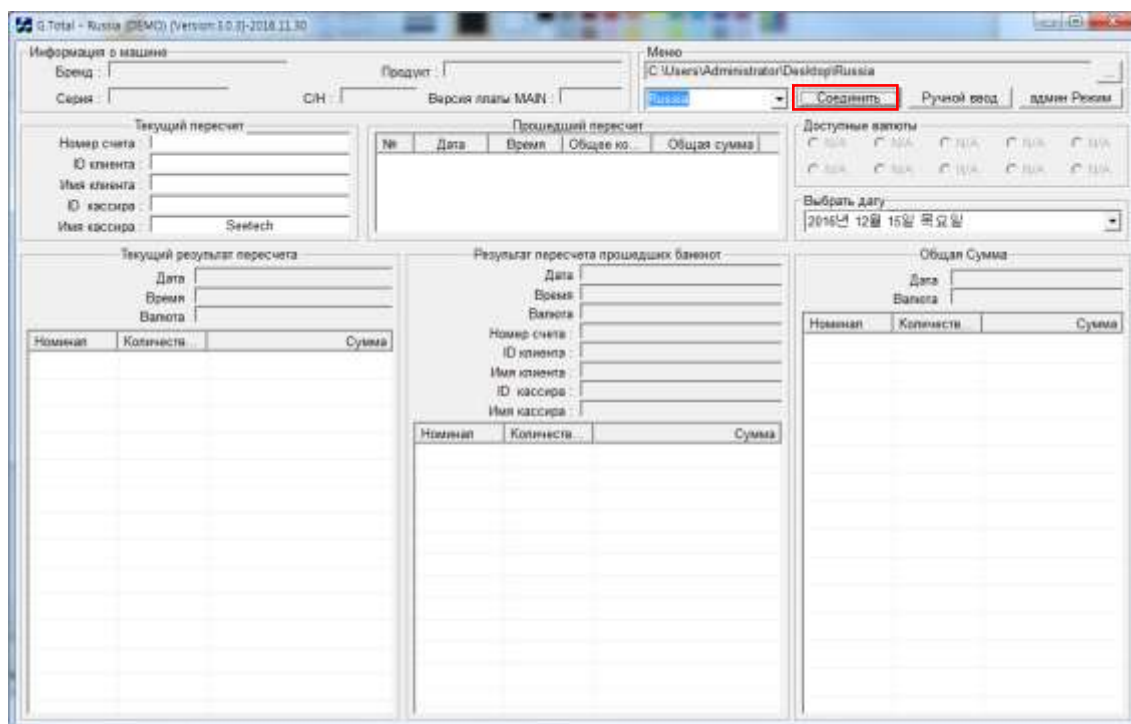 G.Total - Russia (DEMO) (Version 3.0.0)-2016.11.30
Информация о машине
Бренд :
Продукт :
Серия :
С/Н :
Версия платы MAIN :
Меню
C:\Users\Administrator\Desktop\Russia
...
Russia
Соединить
Ручной ввод
админ Режим
Текущий пересчет
Номер счета :
ID клиента :
Имя клиента :
ID кассира :
Имя кассира : Seetech
Прошедший пересчет
№ Дата Время Общее ко... Общая сумма
Доступные валюты
N/A N/A N/A N/A N/A
N/A N/A N/A N/A N/A
Выбрать дату
2016년 12월 15일 목요일
Текущий результат пересчета
Дата
Время
Валюта
Номинал Количеств... Сумма
Результат пересчета прошедших банкнот
Дата
Время
Валюта
Номер счета :
ID клиента :
Имя клиента :
ID кассира :
Имя кассира :
Номинал Количеств... Сумма
Общая Сумма
Дата
Валюта
Номинал Количеств... Сумма